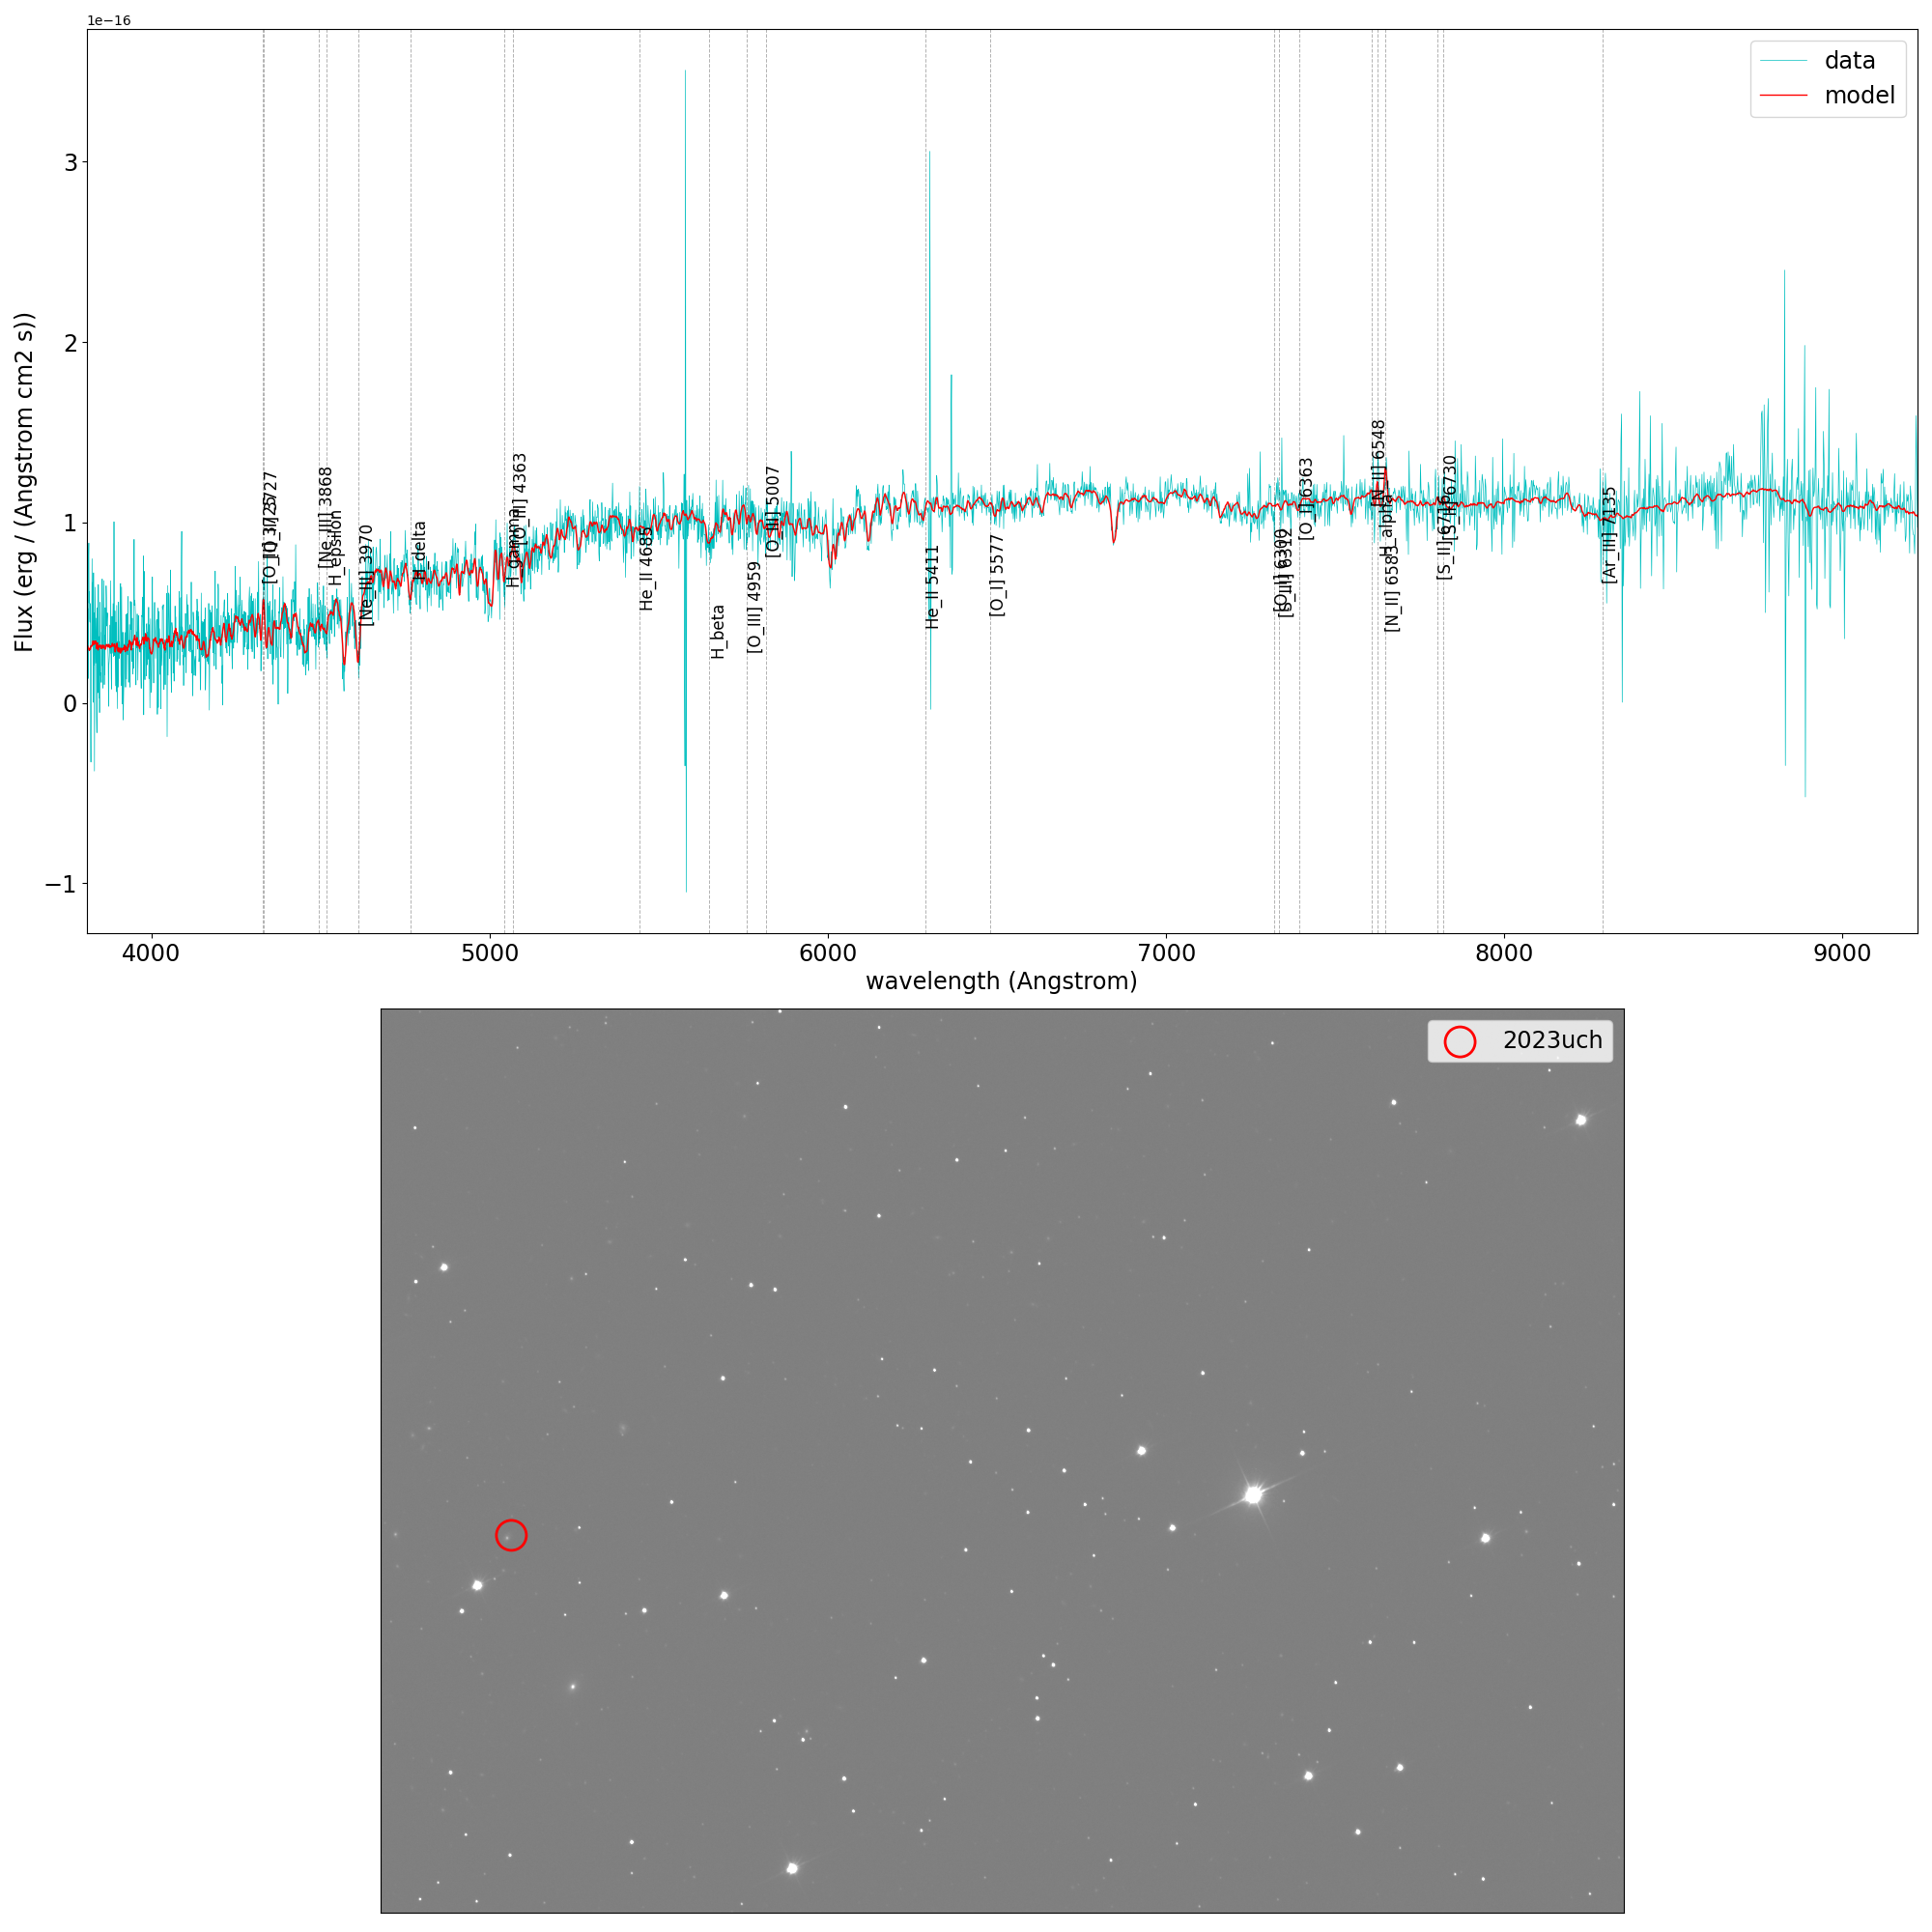 1e−16
data
model
Flux (erg / (Angstrom cm2 s))
3
2
1
0
−1
[O_II] 3727
[Ne_III] 3868
H_epsilon
[Ne_III] 3970
H_delta
H_gamma
[O_III] 4363
He_II 4685
H_beta
[O_III] 4959
[O_III] 5007
He_II 5411
[O_I] 5577
[O_I] 6300
[S_III] 6312
[O_I] 6363
[N_II] 6548
H_alpha
[N_II] 6583
[S_II] 6716
[S_II] 6730
[Ar_III] 7135
4000 5000 6000 7000 8000 9000
wavelength (Angstrom)
2023uch